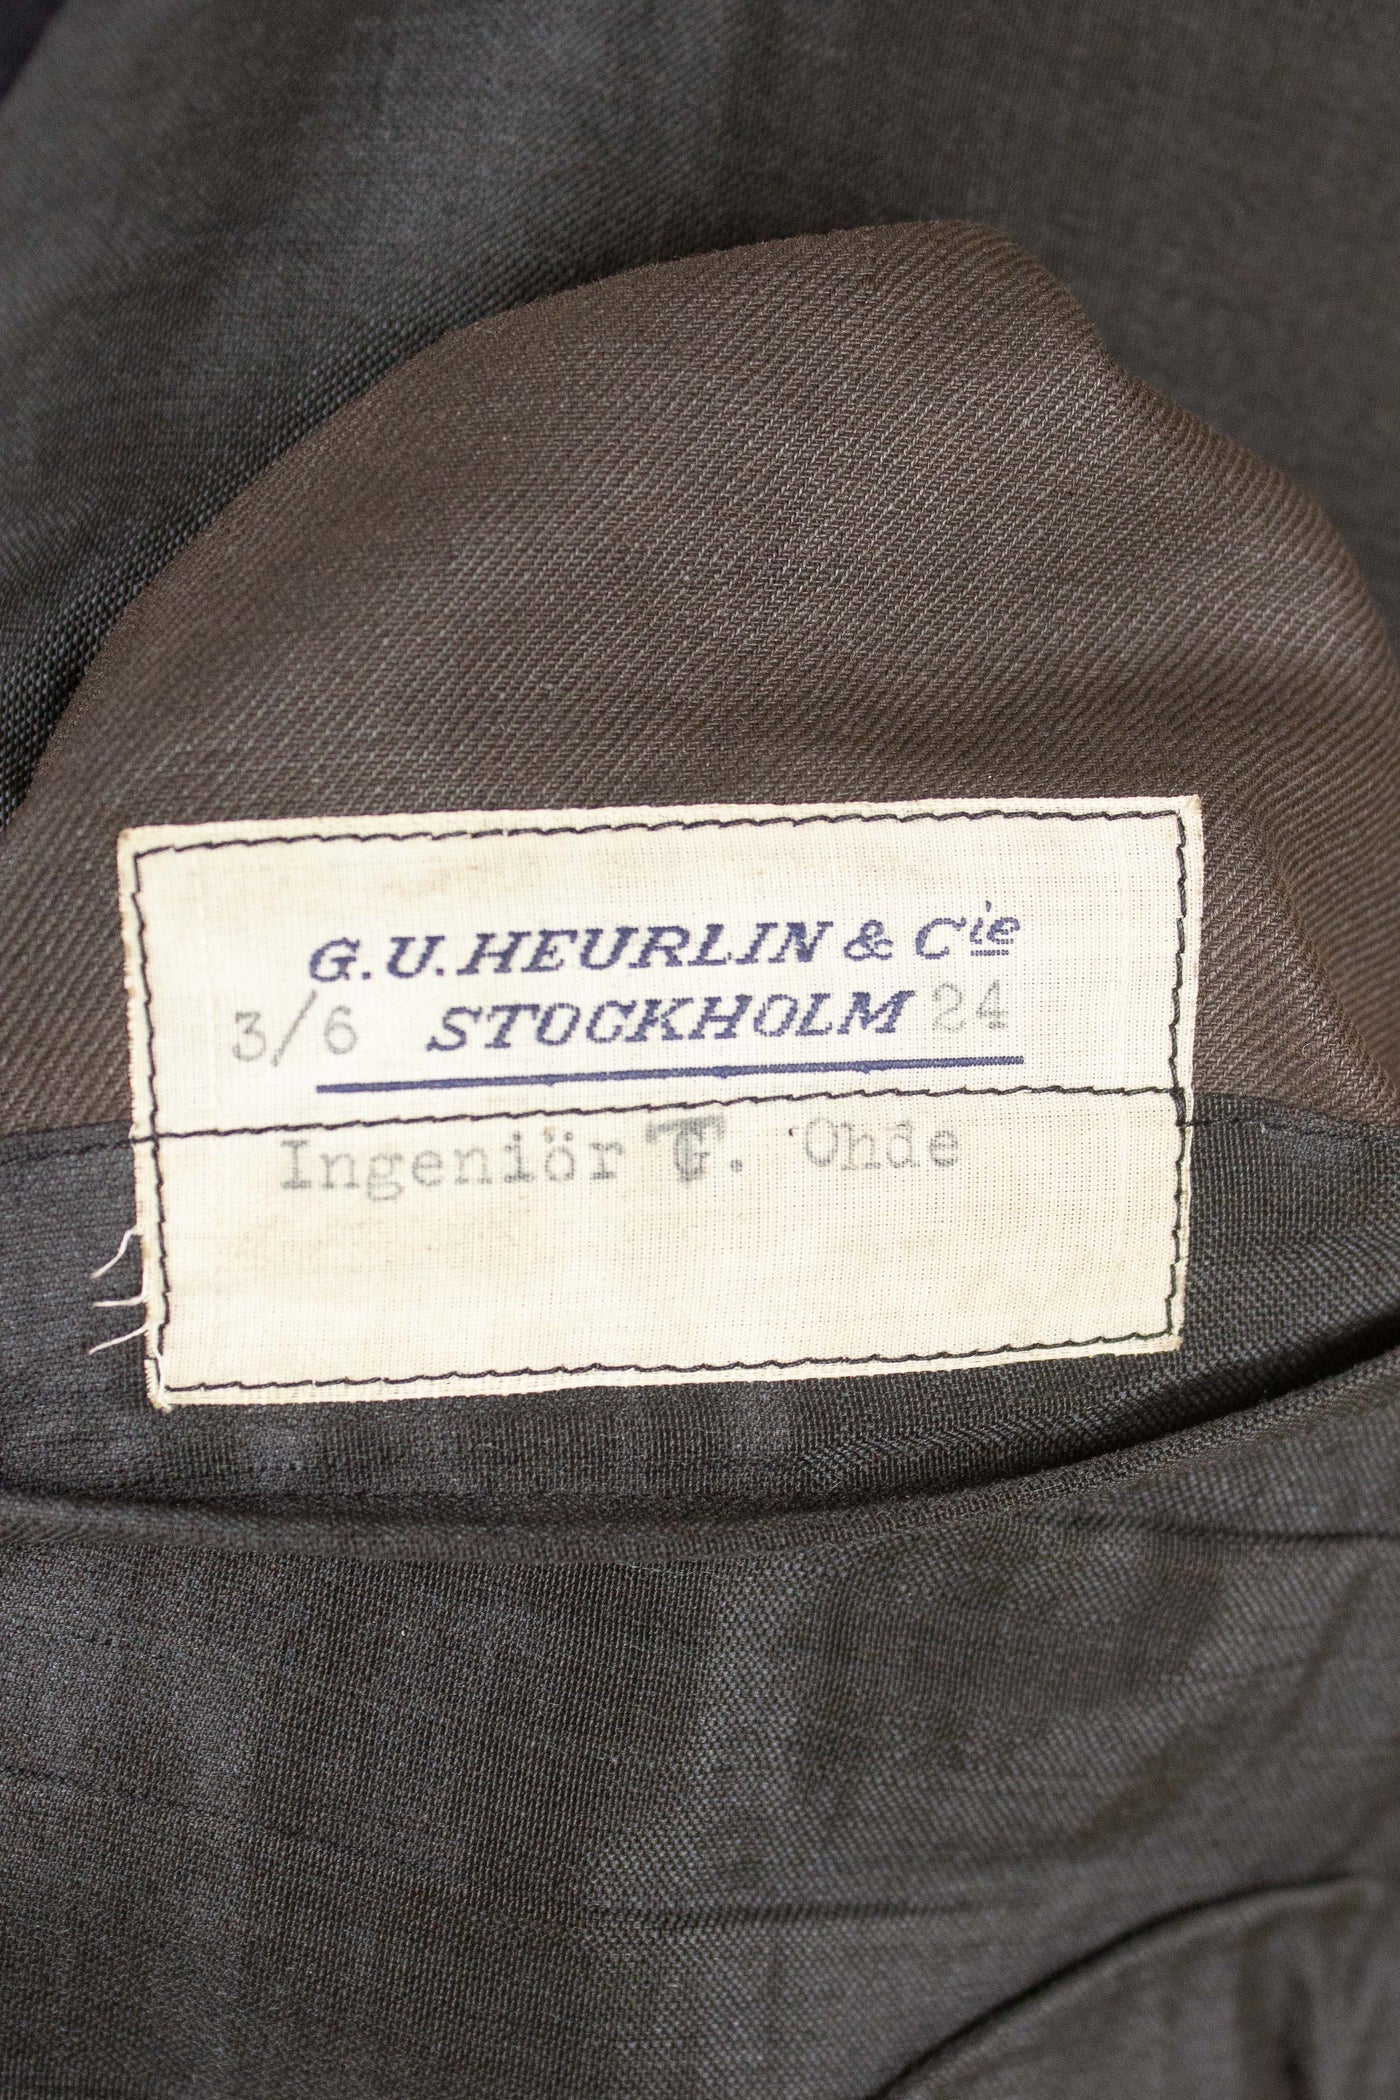 G.U.HEURLIN & Cie
3/6 STOCKHOLM 24
Ingeniör . Ohde